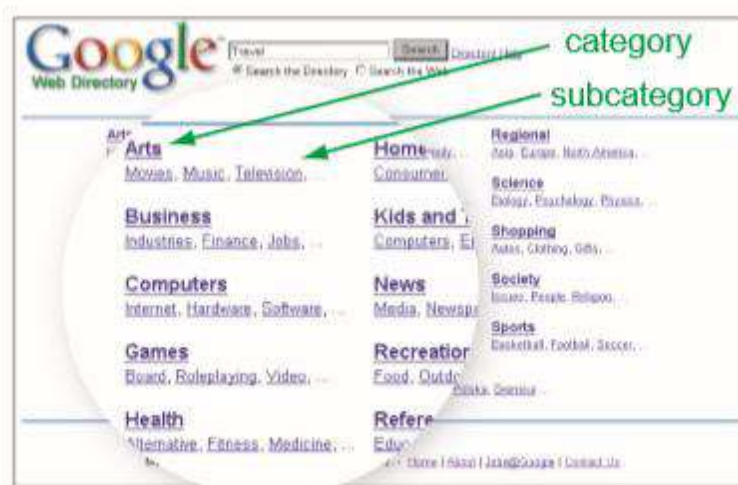 Google
Web Directory
Travel
Search
Directory Help
Search the Directory Search the Web
category
subcategory
Arts
Movies, Music, Television, ...
Business
Industries, Finance, Jobs, ...
Computers
Internet, Hardware, Software, ...
Games
Board, Roleplaying, Video, ...
Health
Alternative, Fitness, Medicine, ...
Home
Consumer,
Kids and
Computers,
News
Media,
Recreation
Food,
Regional
Asia, Europe, North America, ...
Science
Biology, Psychology, Physics, ...
Shopping
Autos, Clothing, Gifts, ...
Society
Issues, People, Religion, ...
Sports
Basketball, Football, Soccer, ...
Home | About | Jobs@Google | Contact Us